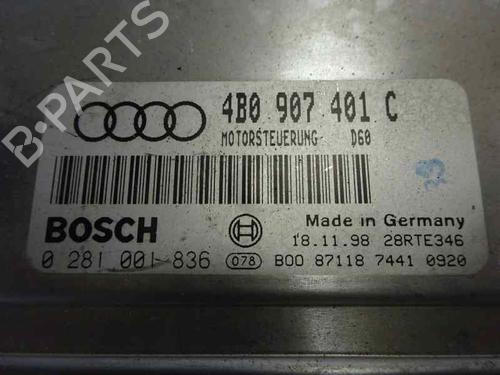 4B0 907 401 C
MOTORSTEUERUNG D60
BOSCH
Made in Germany
18.11.98 28RTE346
0 281 001 836 078 B00 87118 7441 0920
B-PARTS